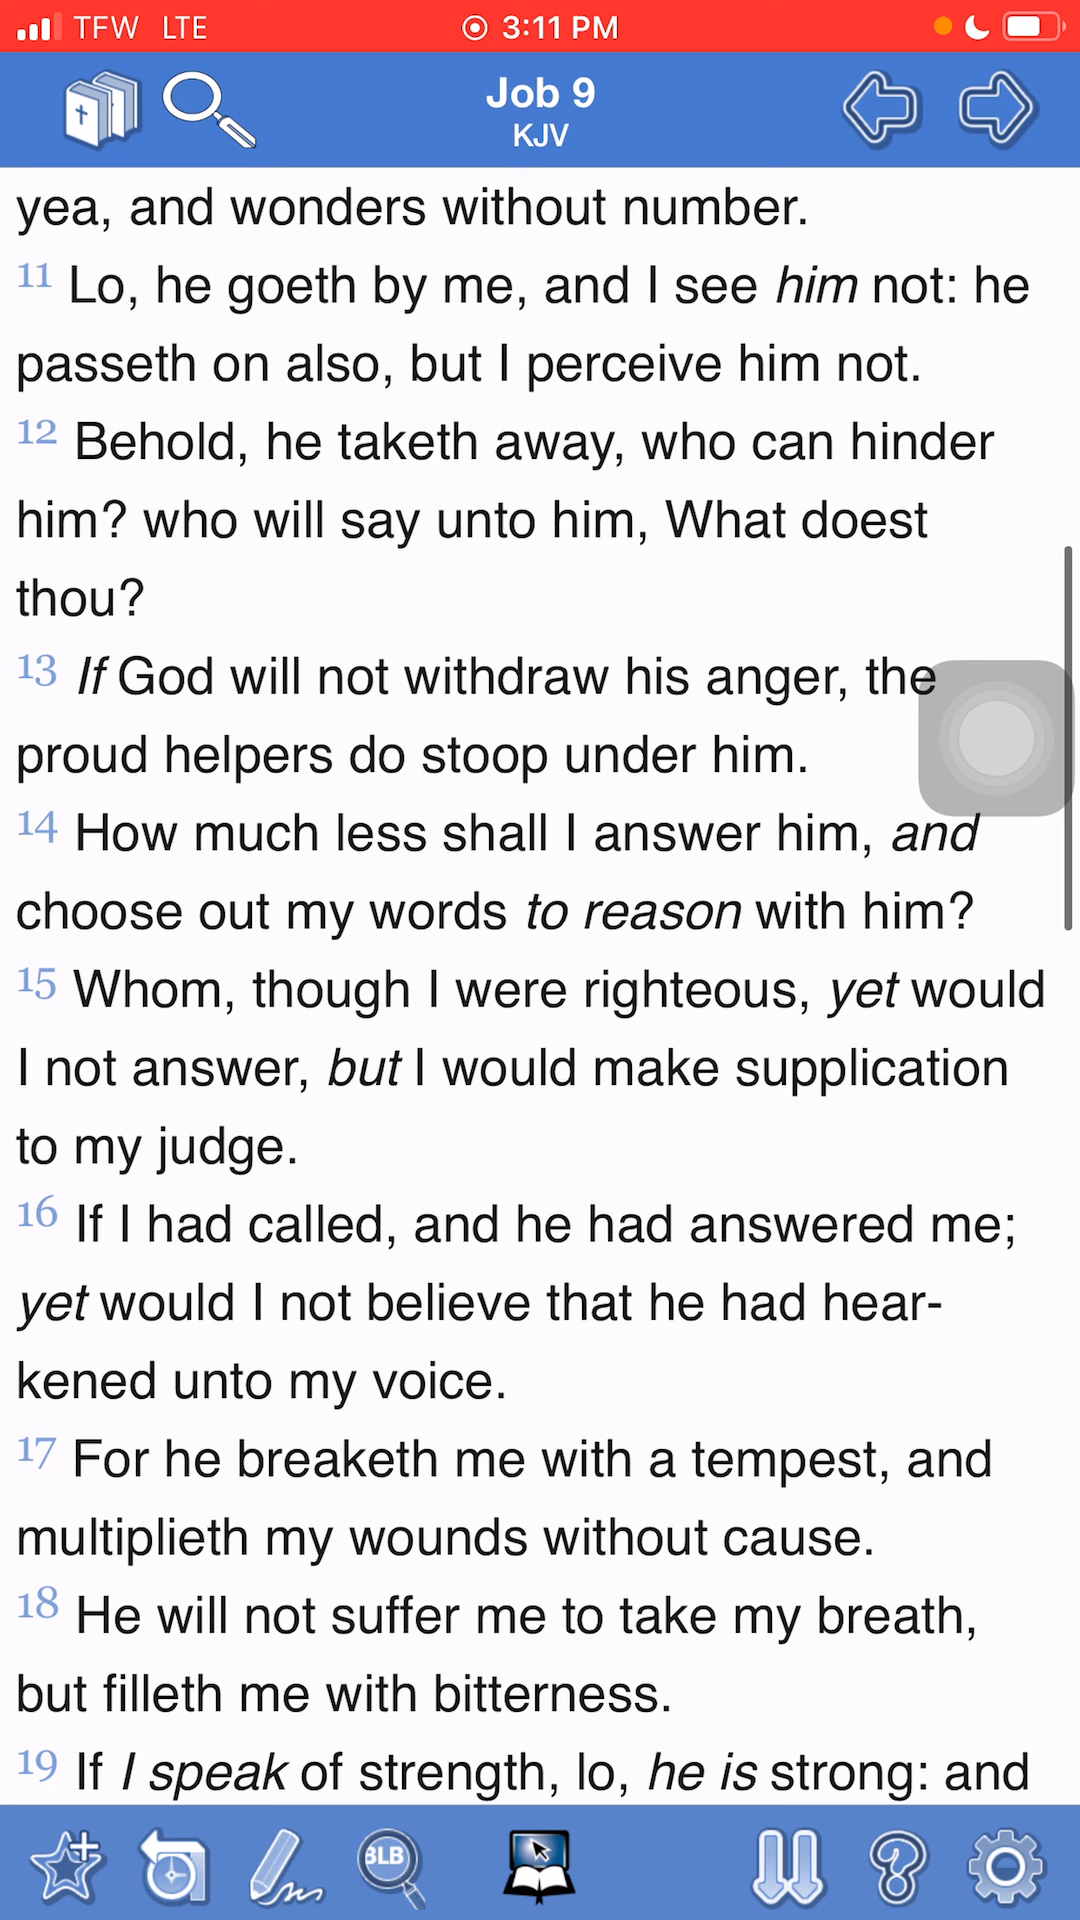 TFW LTE 3:11 PM
Job 9
KJV
yea, and wonders without number.
11 Lo, he goeth by me, and I see him not: he
passeth on also, but I perceive him not.
12 Behold, he taketh away, who can hinder
him? who will say unto him, What doest
thou?
13 If God will not withdraw his anger, the
proud helpers do stoop under him.
14 How much less shall I answer him, and
choose out my words to reason with him?
15 Whom, though I were righteous, yet would
I not answer, but I would make supplication
to my judge.
16 If I had called, and he had answered me;
yet would I not believe that he had hear-
kened unto my voice.
17 For he breaketh me with a tempest, and
multiplieth my wounds without cause.
18 He will not suffer me to take my breath,
but filleth me with bitterness.
19 If I speak of strength, lo, he is strong: and
BLB